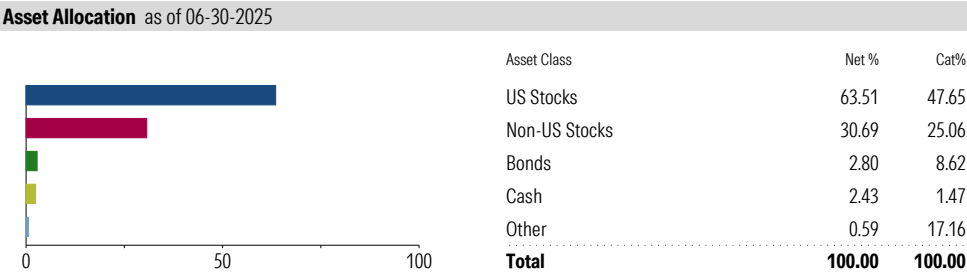 Asset Allocation as of 06-30-2025
0 50 100
Asset Class Net % Cat%
US Stocks 63.51 47.65
Non-US Stocks 30.69 25.06
Bonds 2.80 8.62
Cash 2.43 1.47
Other 0.59 17.16
Total 100.00 100.00